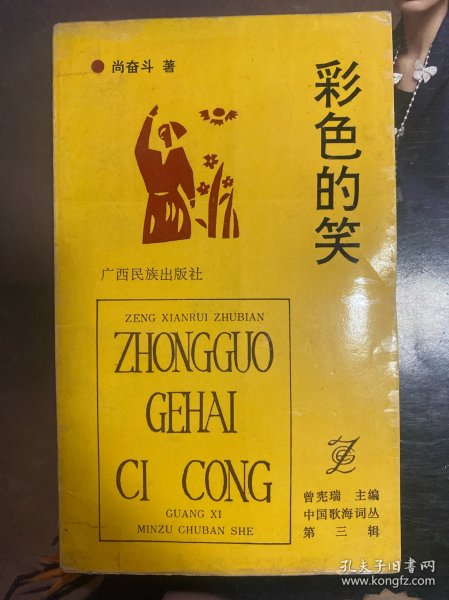 尚奋斗 著
彩色的笑
广西民族出版社
ZENG XIANRUI ZHUBIAN
ZHONGGUO
GEHAI
CI CONG
GUANG XI
MINZU CHUBAN SHE
曾宪瑞 主编
中国歌海词丛
第三辑
孔夫子旧书网
www.kongfz.com